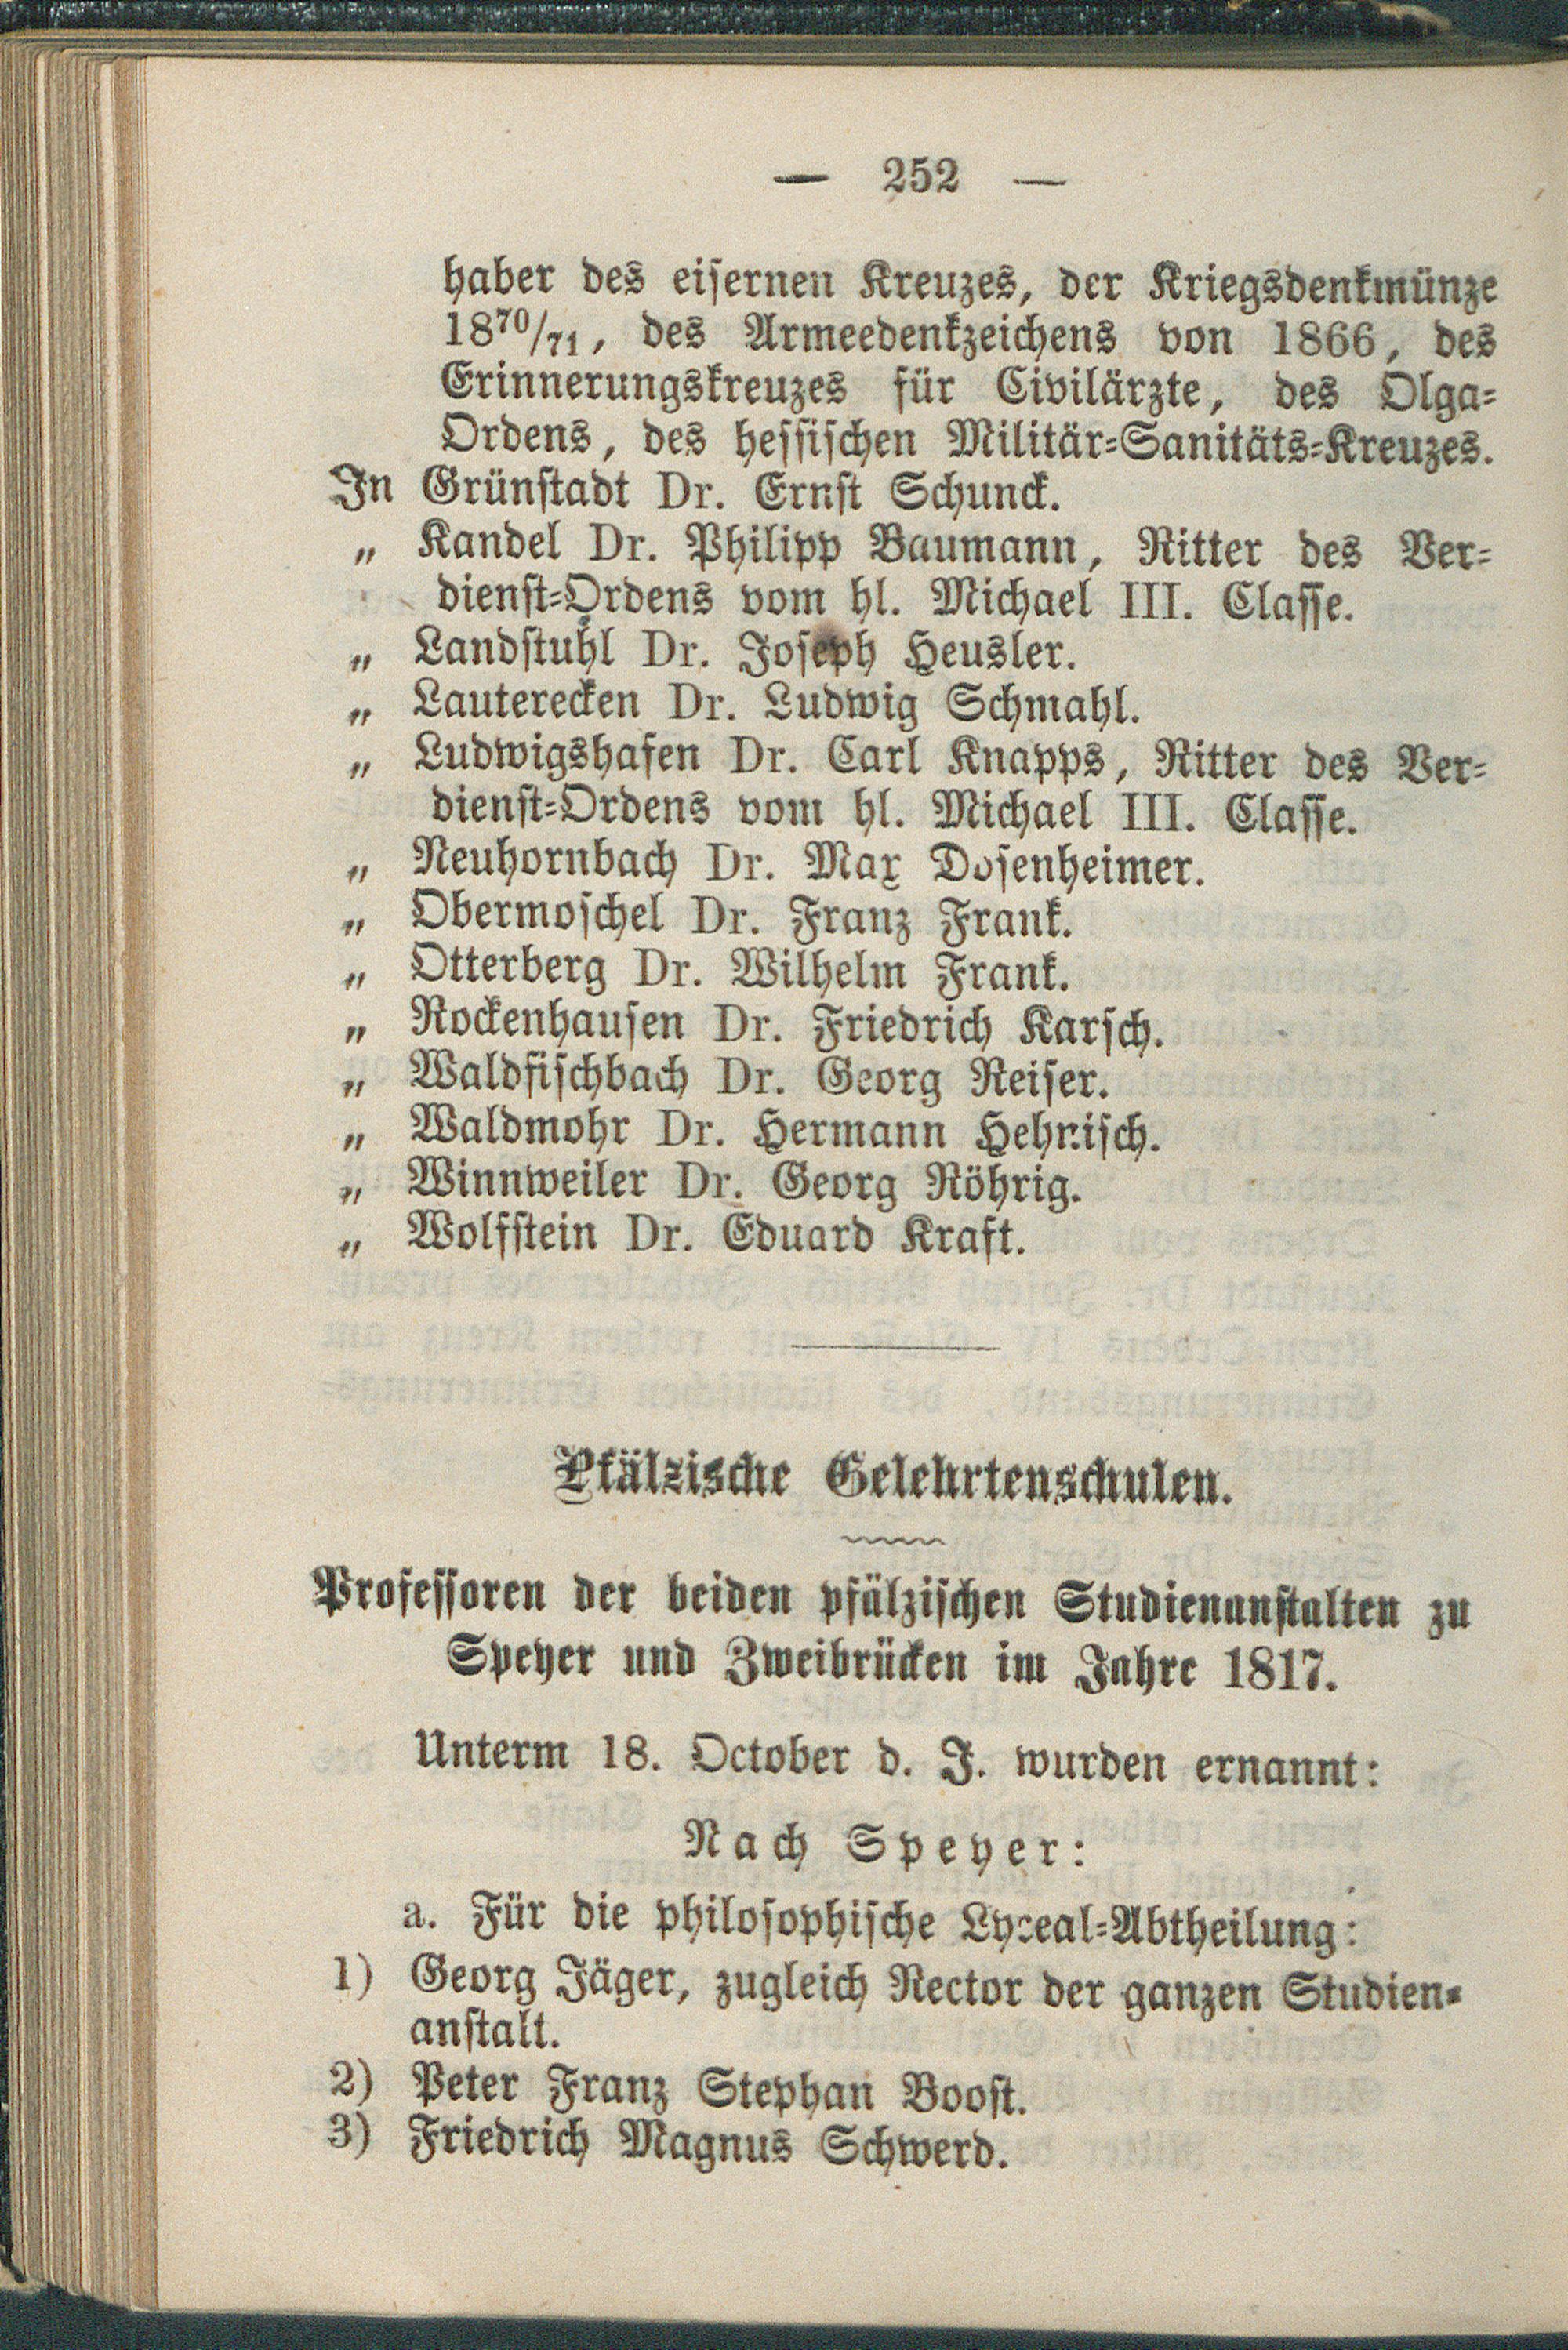 — 252 —
haber des eisernen Kreuzes, der Kriegsdenkmünze
1870/71, des Armeedenkzeichens von 1866, des
Erinnerungskreuzes für Civilärzte, des Olga-
Ordens, des hessischen Militär-Sanitäts-Kreuzes.
In Grünstadt Dr. Ernst Schunck.
„ Kandel Dr. Philipp Baumann, Ritter des Ver-
dienst-Ordens vom hl. Michael III. Classe.
„ Landstuhl Dr. Joseph Heusler.
„ Lauterecken Dr. Ludwig Schmahl.
„ Ludwigshafen Dr. Carl Knapps, Ritter des Ver-
dienst-Ordens vom hl. Michael III. Classe.
„ Neuhornbach Dr. Max Dosenheimer.
„ Obermoschel Dr. Franz Frank.
„ Otterberg Dr. Wilhelm Frank.
„ Rockenhausen Dr. Friedrich Karsch.
„ Waldfischbach Dr. Georg Reiser.
„ Waldmohr Dr. Hermann Hehnisch.
„ Winnweiler Dr. Georg Röhrig.
„ Wolfstein Dr. Eduard Kraft.
Pfälzische Gelehrtenschulen.
Professoren der beiden pfälzischen Studienanstalten zu
Speyer und Zweibrücken im Jahre 1817.
Unterm 18. October d. J. wurden ernannt:
Nach Speyer:
a. Für die philosophische Lyceal-Abtheilung:
1) Georg Jäger, zugleich Rector der ganzen Studien-
anstalt.
2) Peter Franz Stephan Boost.
3) Friedrich Magnus Schwerd.